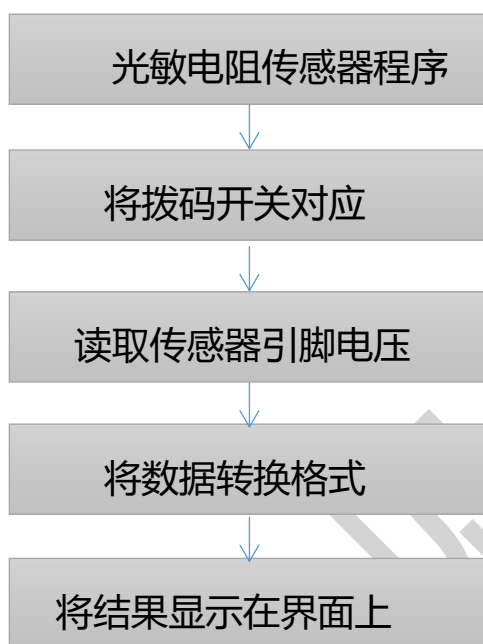 光敏电阻传感器程序
将拨码开关对应
读取传感器引脚电压
将数据转换格式
将结果显示在界面上